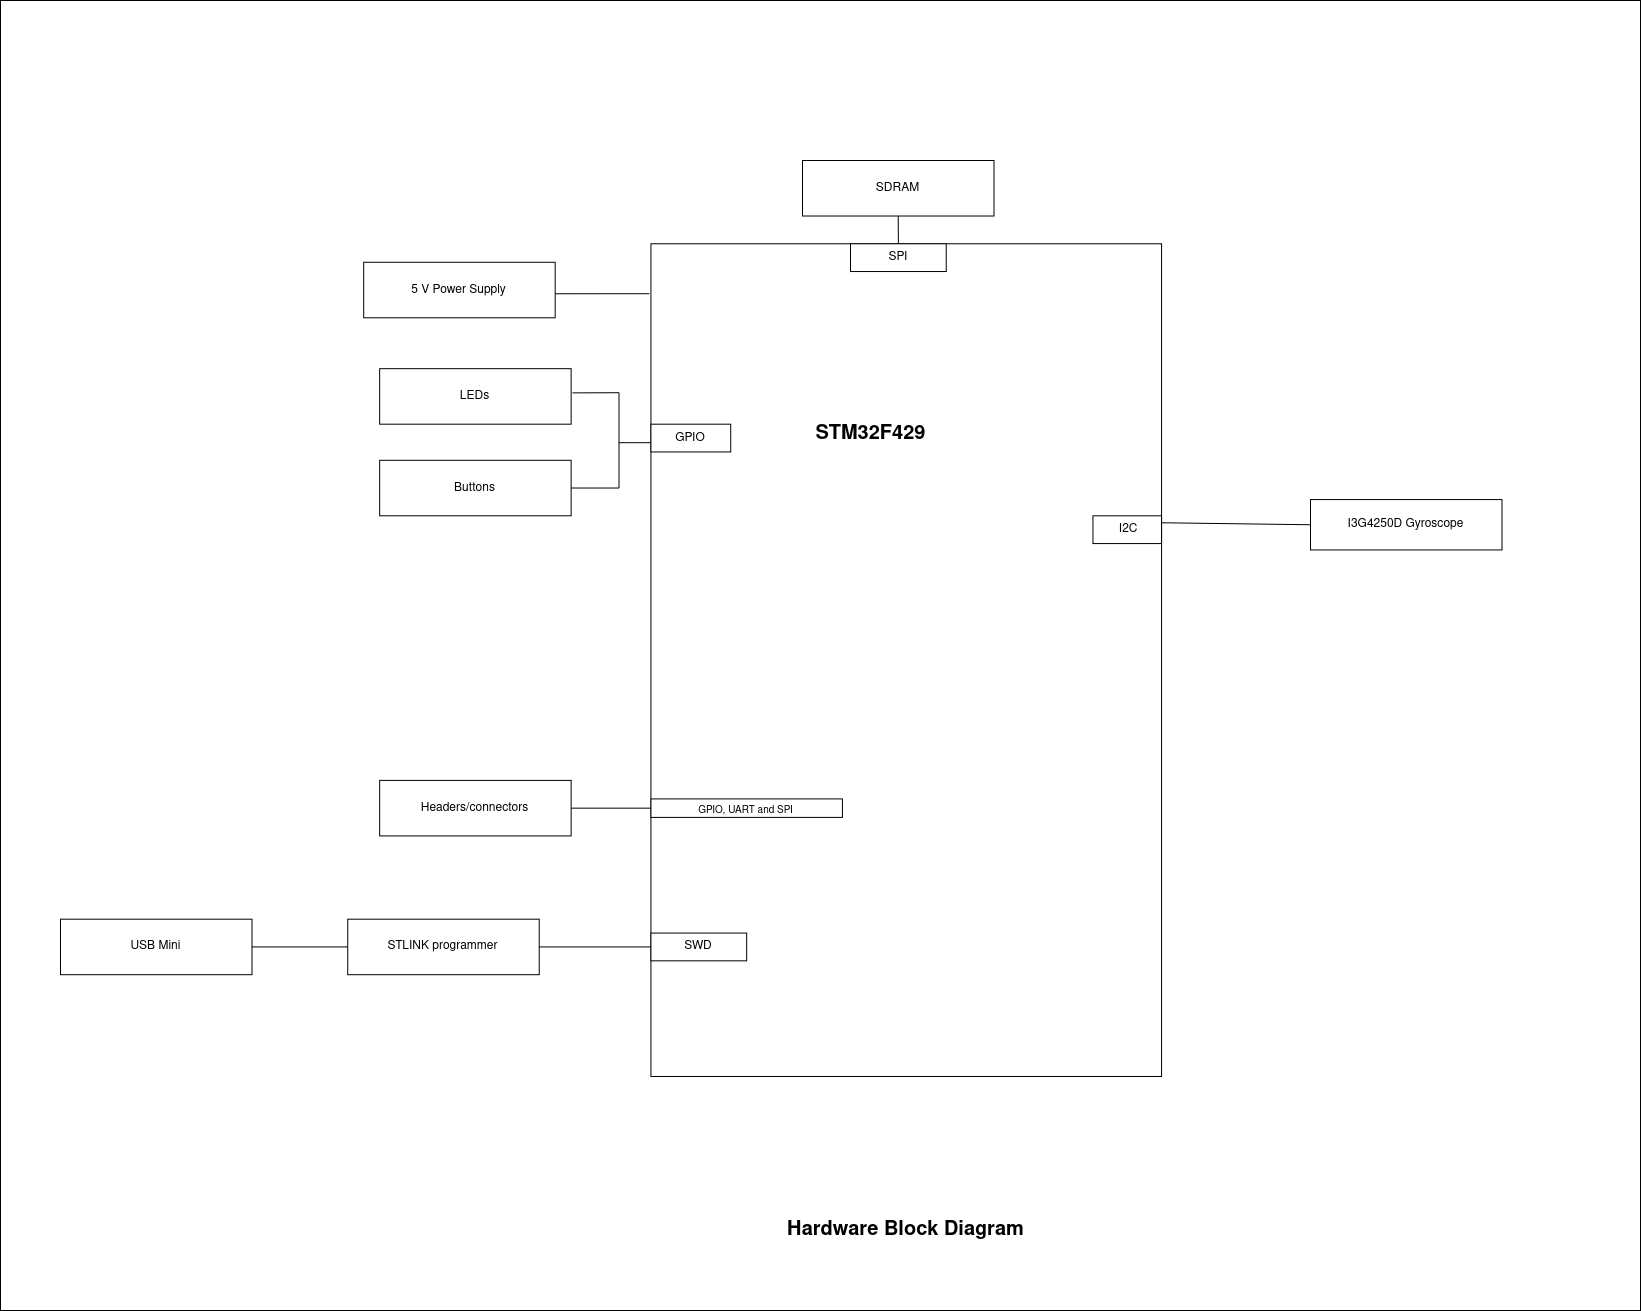 SDRAM
SPI
5 V Power Supply
LEDs
GPIO
STM32F429
Buttons
I2C
I3G4250D Gyroscope
Headers/connectors
GPIO, UART and SPI
USB Mini
STLINK programmer
SWD
Hardware Block Diagram